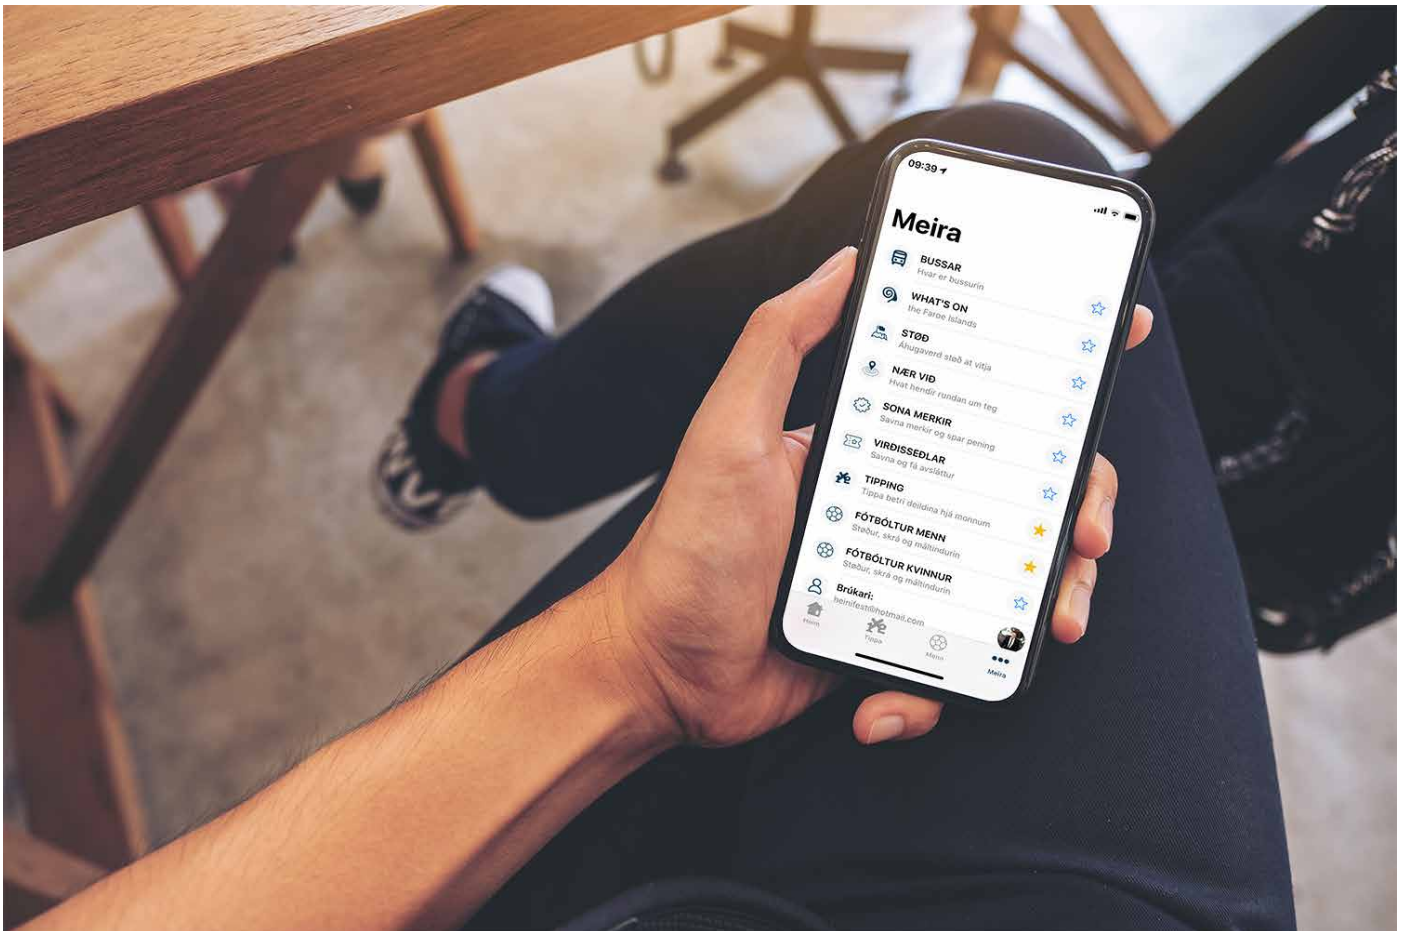 09:39
Meira
BUSSAR
Hvar er bussurin
WHAT'S ON
the Faroe Islands
STØÐ
Áhugaverd støð at vitja
NÆR VIÐ
Hvat hendir rundan um teg
SONA MERKIR
Savna merkir og spar pening
VIRÐISSEÐLAR
Savna og fá avsláttur
TIPPING
Tippa betri deildina hjá monnum
FÓTBÓLTUR MENN
Støður, skrá og máltindurin
FÓTBÓLTUR KVINNUR
Støður, skrá og máltindurin
Brúkari:
heinifest@hotmail.com
Heim
Tippa
Menn
Meira